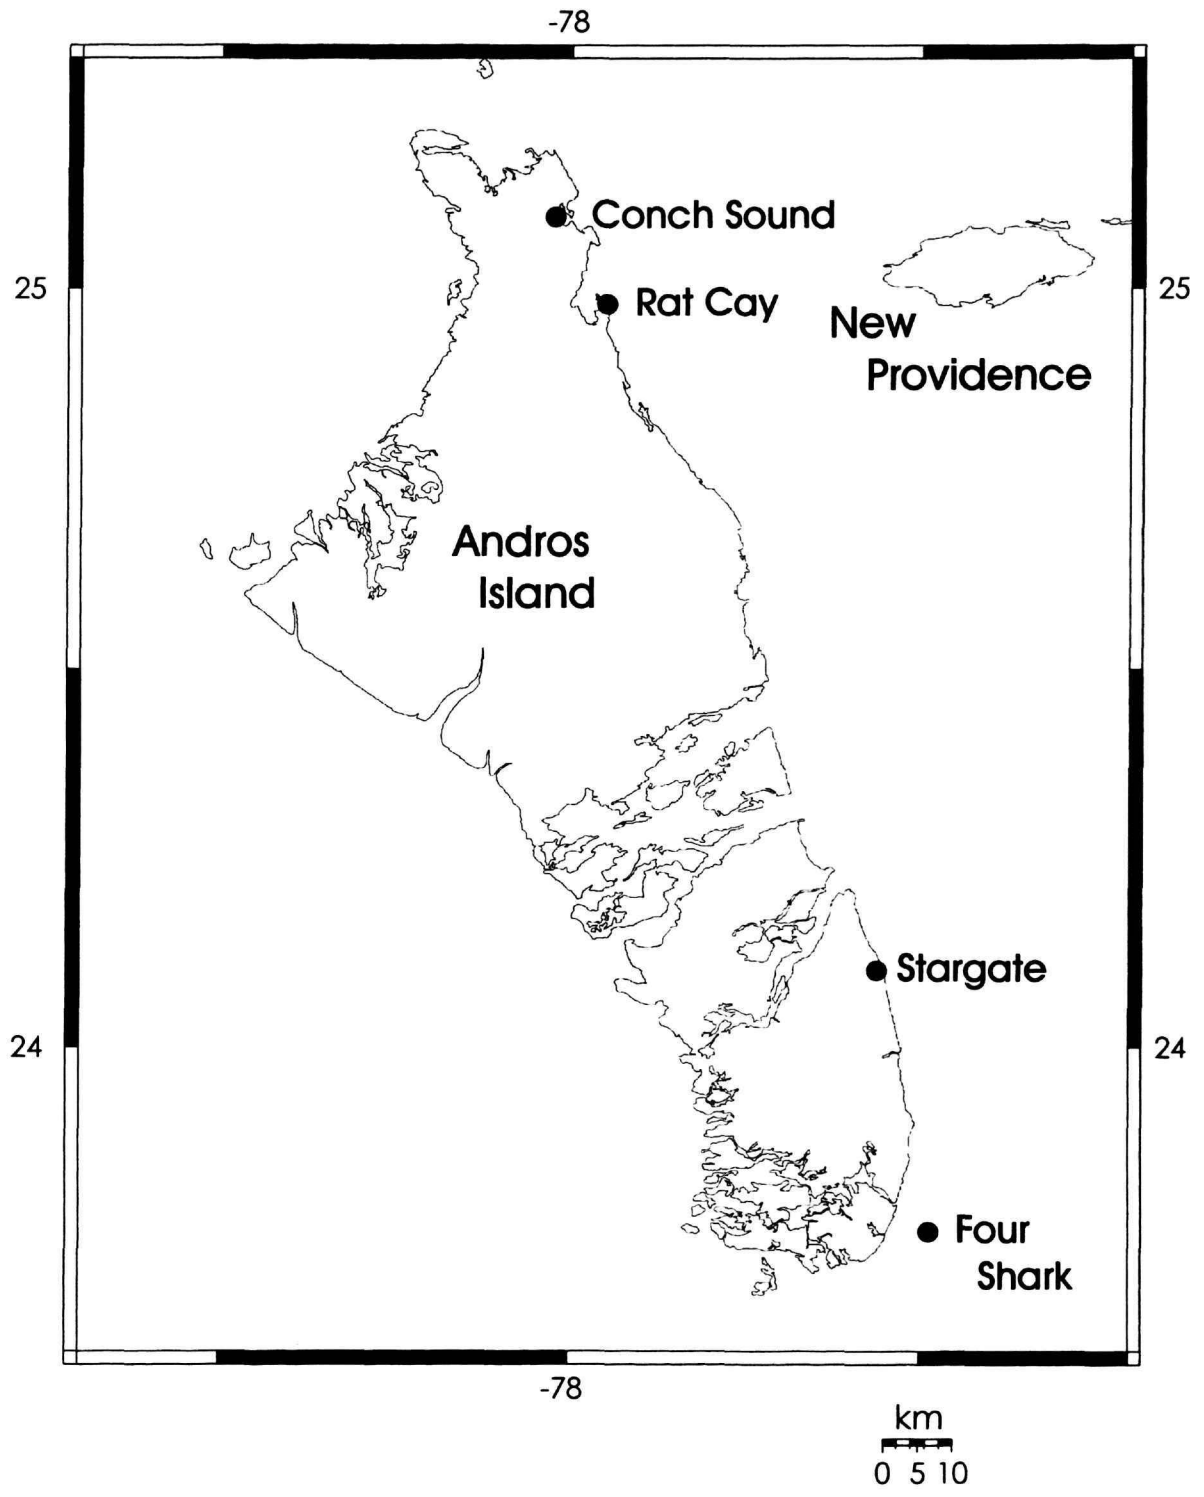 -78
Conch Sound
25
25
Rat Cay
New
Providence
Andros
Island
Stargate
24
24
Four
Shark
-78
km
0 5 10